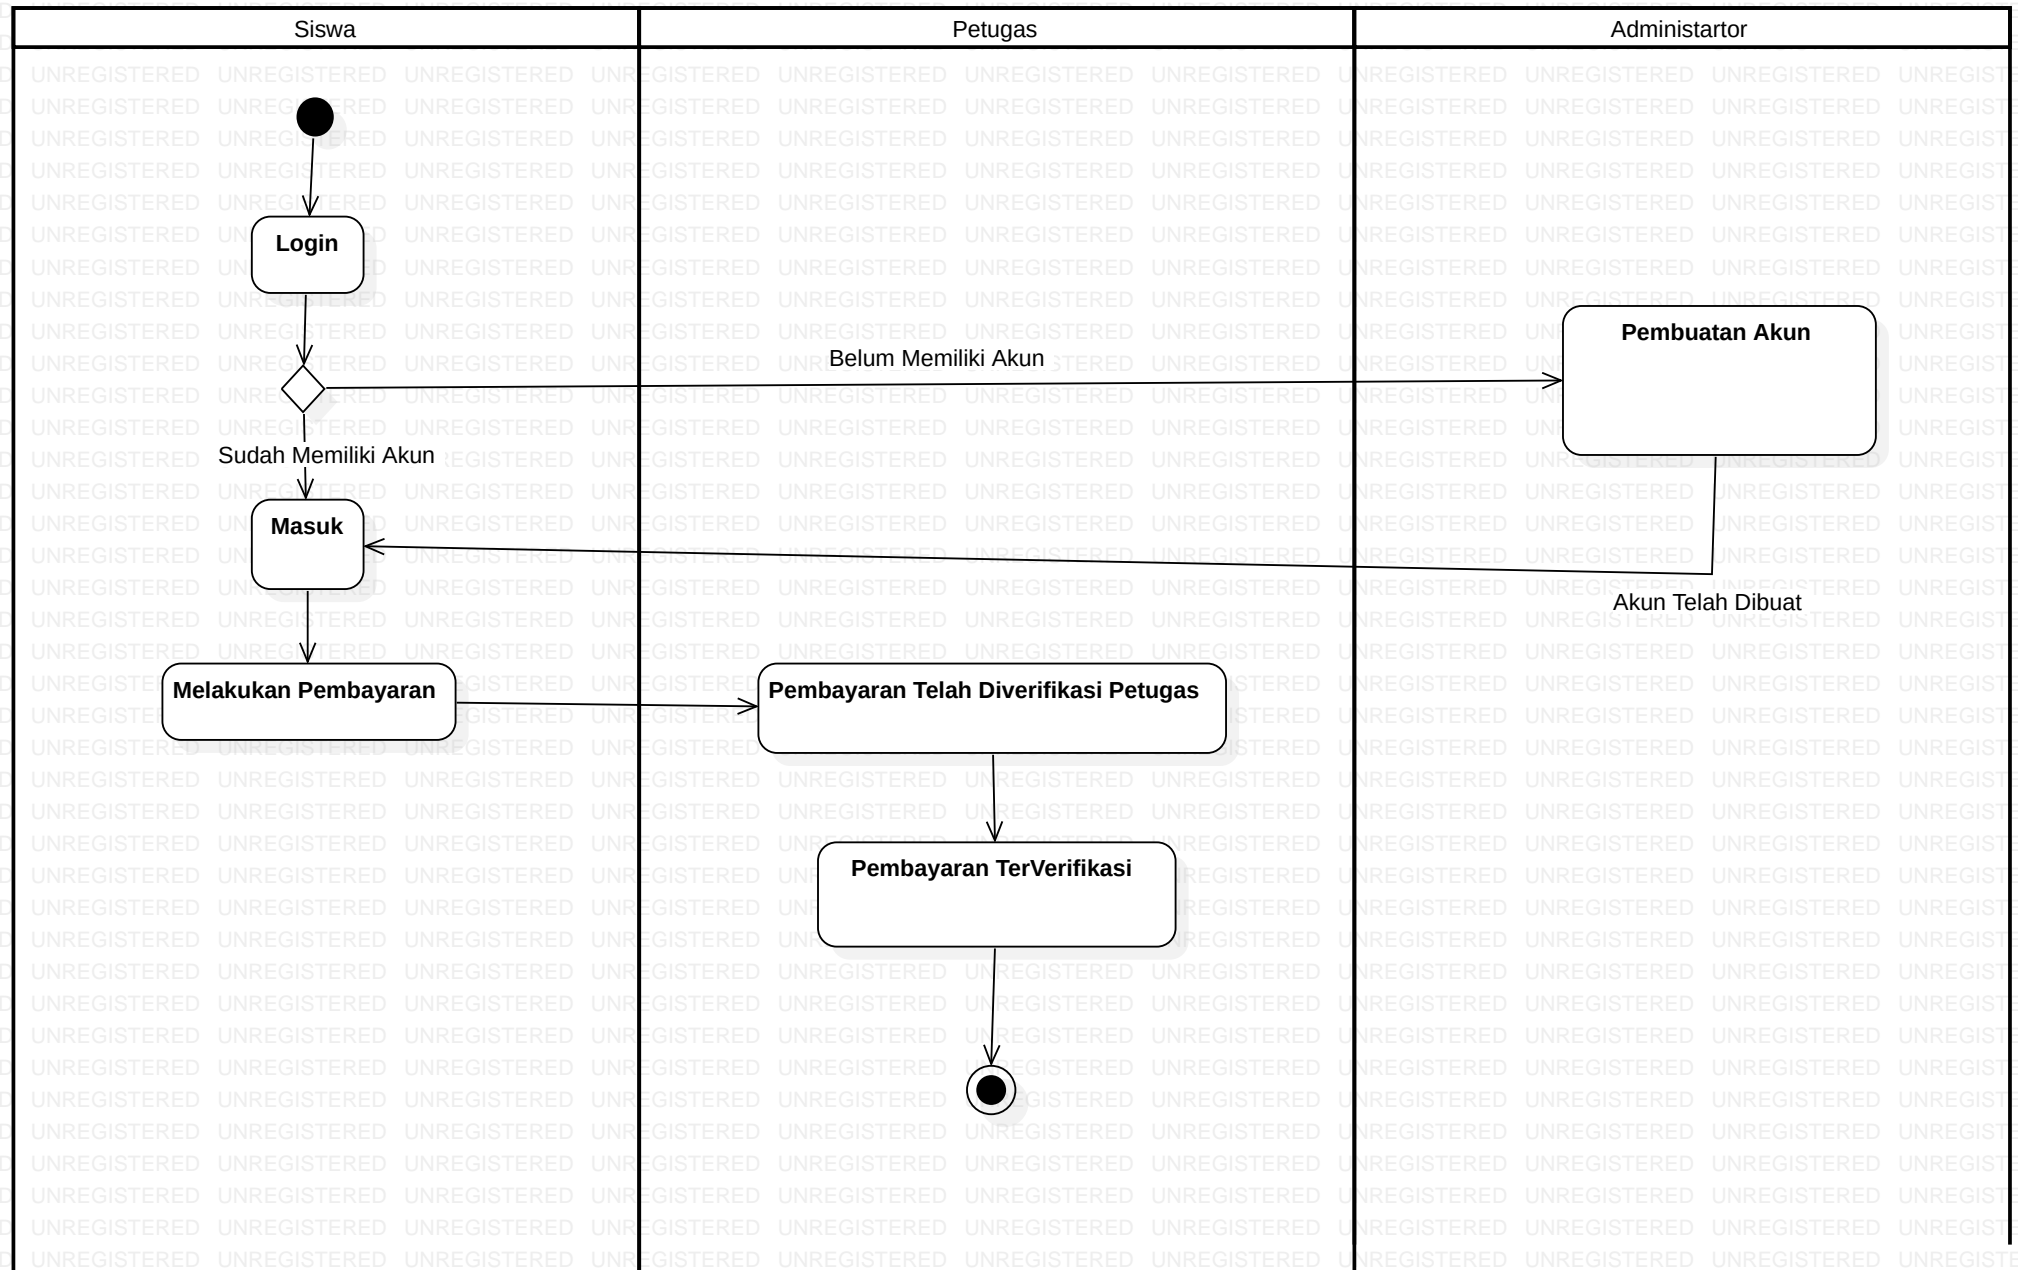 Siswa
Petugas
Administartor
Login
Pembuatan Akun
Belum Memiliki Akun
Sudah Memiliki Akun
Masuk
Akun Telah Dibuat
Melakukan Pembayaran
Pembayaran Telah Diverifikasi Petugas
Pembayaran TerVerifikasi
UNREGISTERED